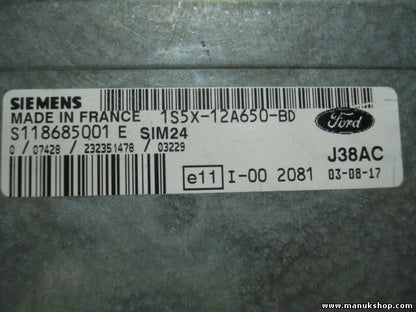 SIEMENS
MADE IN FRANCE 1S5X-12A650-BD
Ford
S118685001 E SIM24
0 / 07428 / 232351478 / 03229
J38AC
e11 I-00 2081 03-08-17
www.manukshop.com